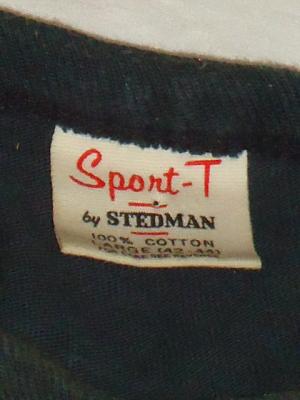 Sport-T
by STEDMAN
100% COTTON
LARGE (42-44)